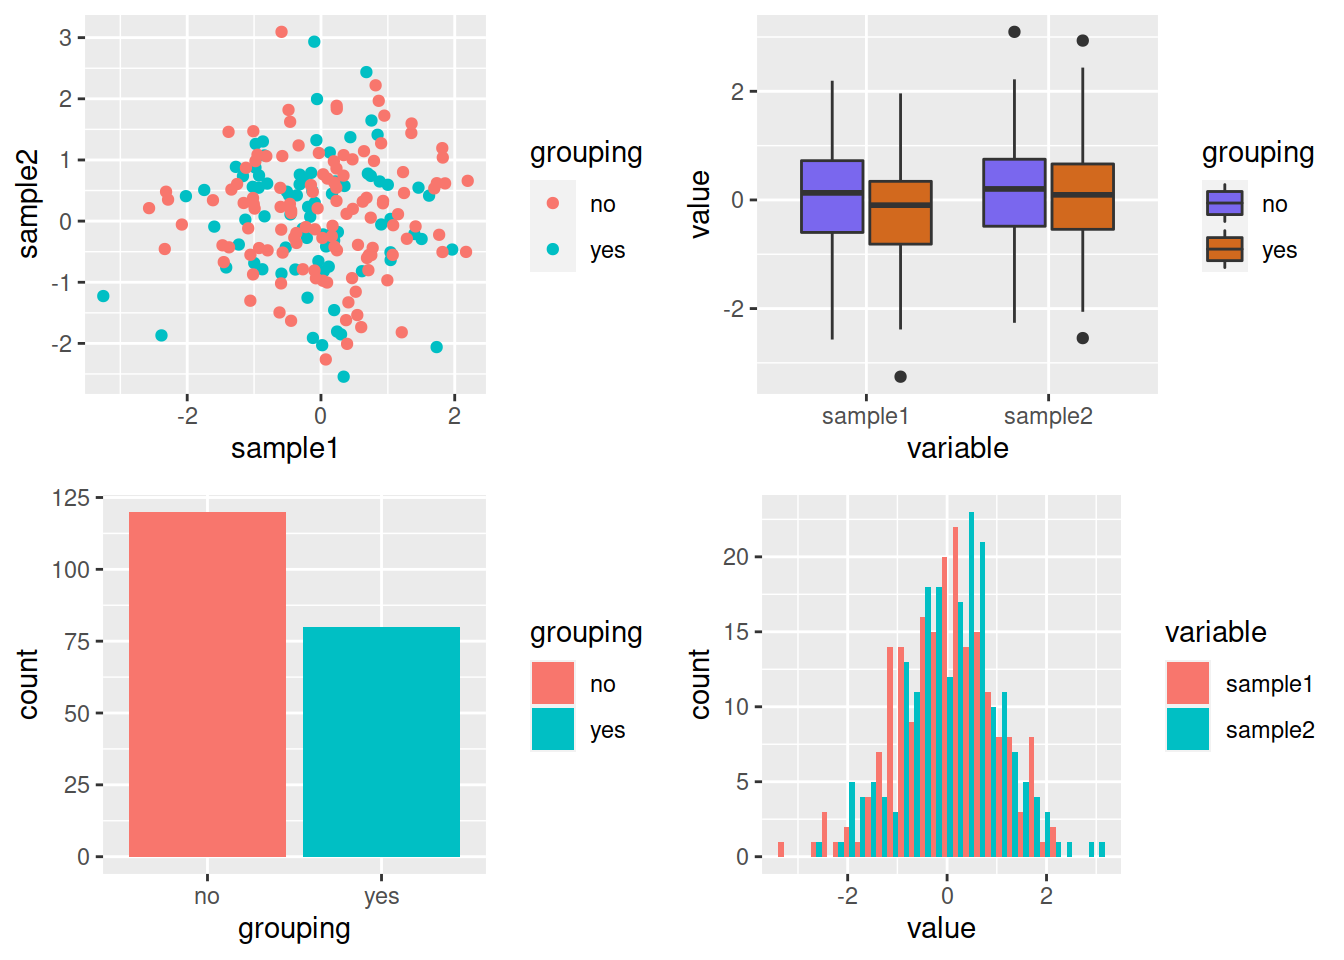 3
2
1
0
-1
-2
sample2
-2
0
2
sample1
grouping
no
yes
2
0
-2
value
sample1
sample2
variable
grouping
no
yes
125
100
75
50
25
0
count
no
yes
grouping
grouping
no
yes
20
15
10
5
0
count
-2
0
2
value
variable
sample1
sample2